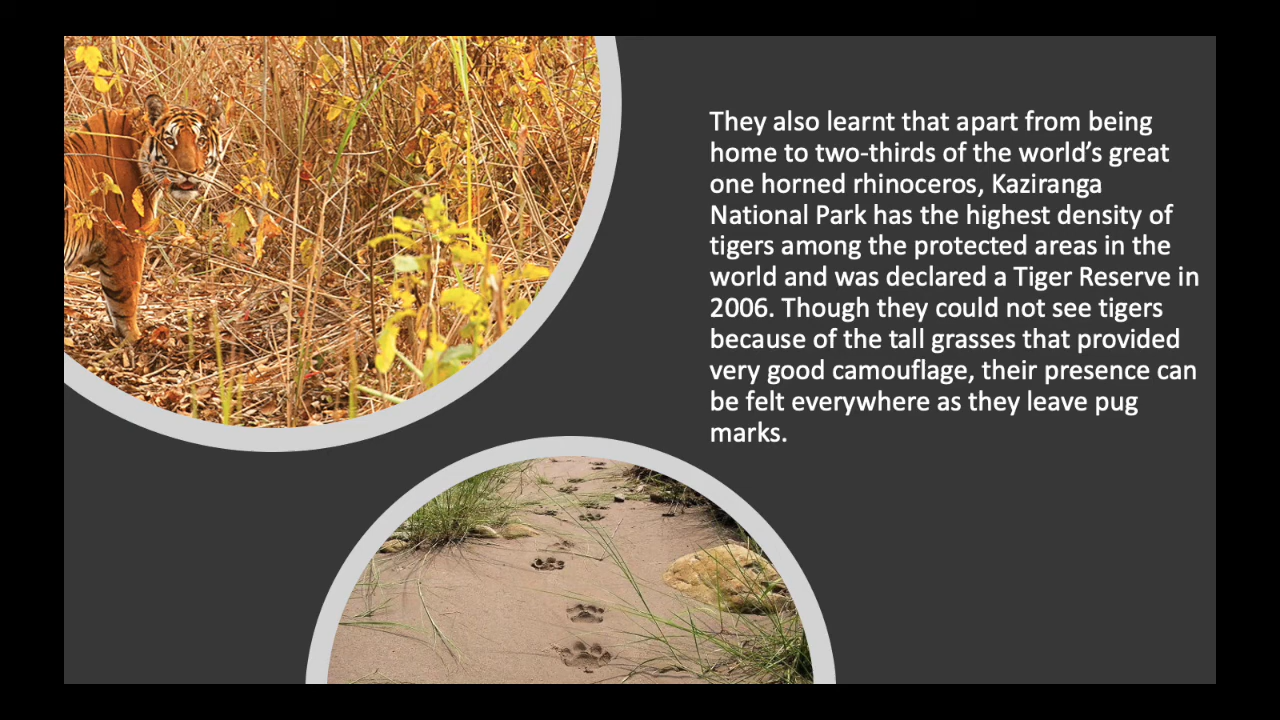 They also learnt that apart from being
home to two-thirds of the world’s great
one horned rhinoceros, Kaziranga
National Park has the highest density of
tigers among the protected areas in the
world and was declared a Tiger Reserve in
2006. Though they could not see tigers
because of the tall grasses that provided
very good camouflage, their presence can
be felt everywhere as they leave pug
marks.